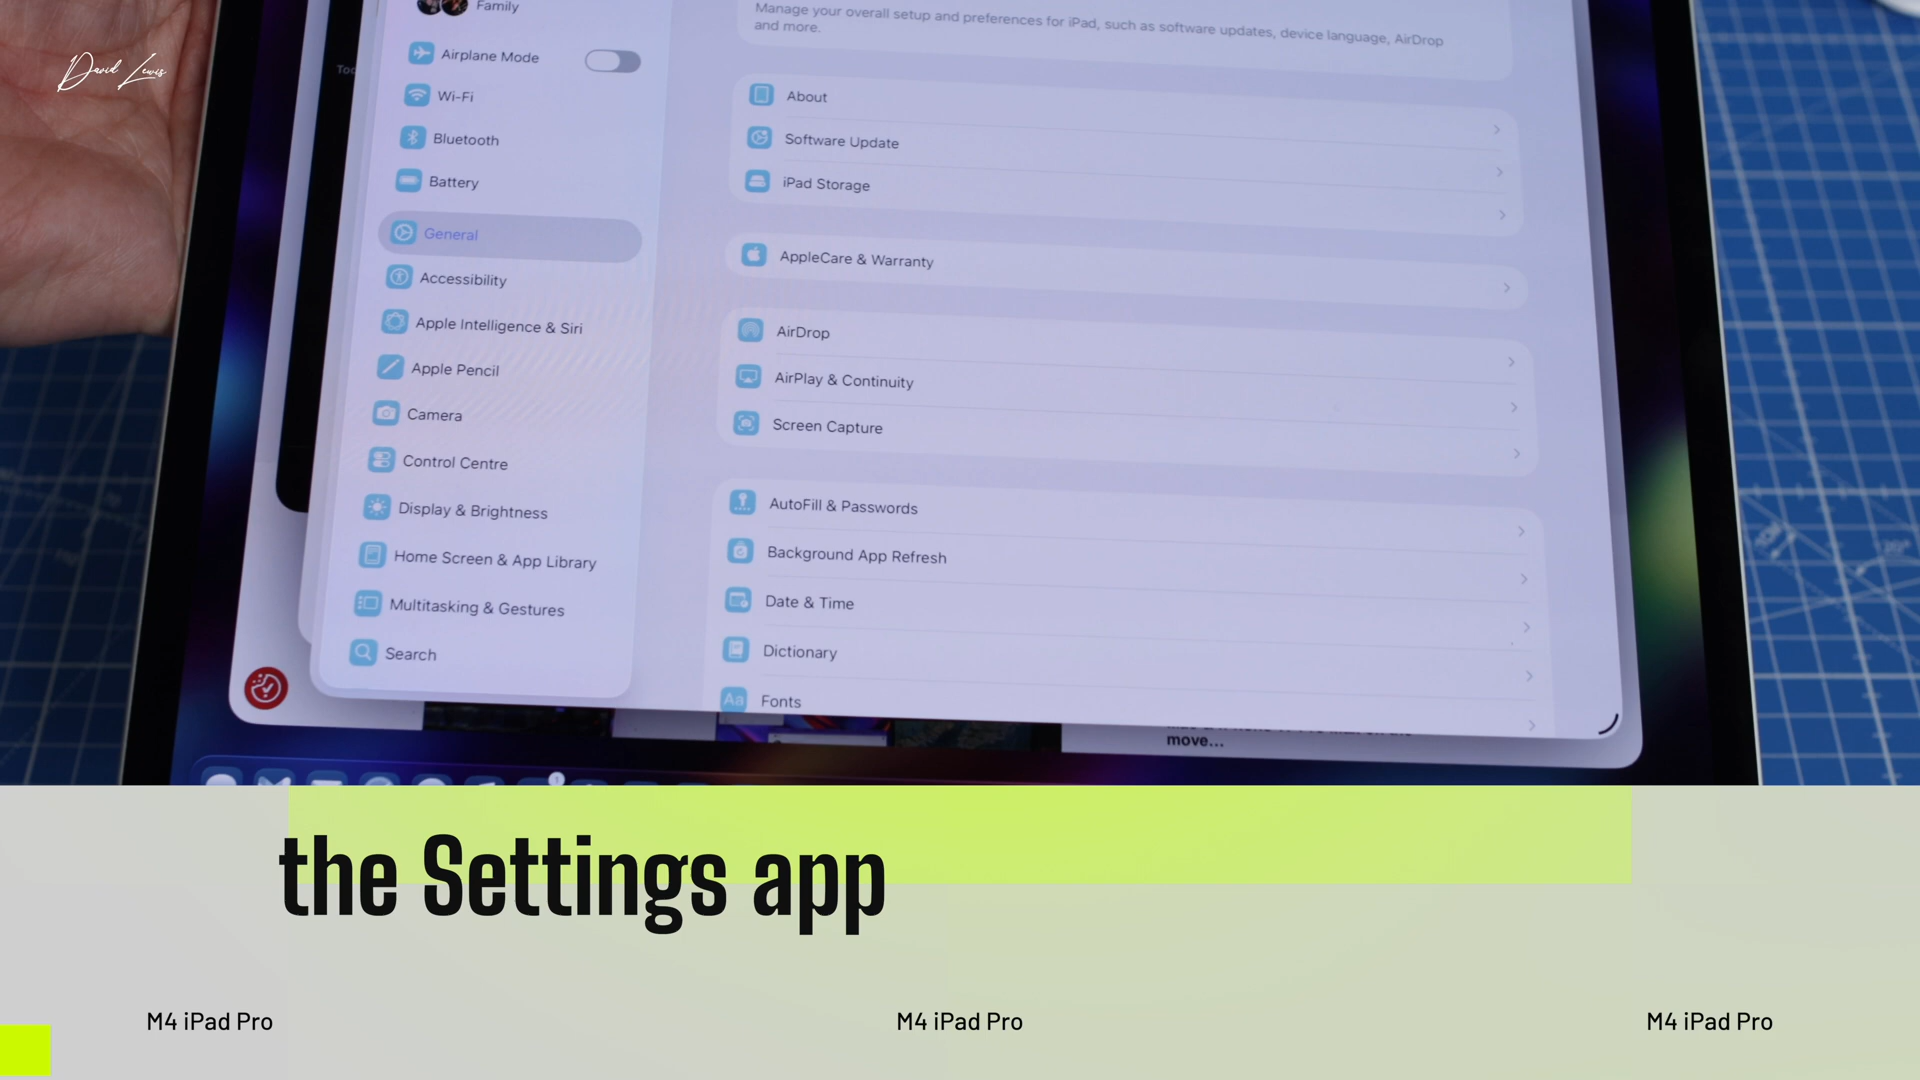 David Lewis
Family
Airplane Mode
Wi-Fi
Bluetooth
Battery
General
Accessibility
Apple Intelligence & Siri
Apple Pencil
Camera
Control Centre
Display & Brightness
Home Screen & App Library
Multitasking & Gestures
Search
Manage your overall setup and preferences for iPad, such as software updates, device language, AirDrop
and more.
About
Software Update
iPad Storage
AppleCare & Warranty
AirDrop
AirPlay & Continuity
Screen Capture
AutoFill & Passwords
Background App Refresh
Date & Time
Dictionary
Aa Fonts
move...
the Settings app
M4 iPad Pro
M4 iPad Pro
M4 iPad Pro